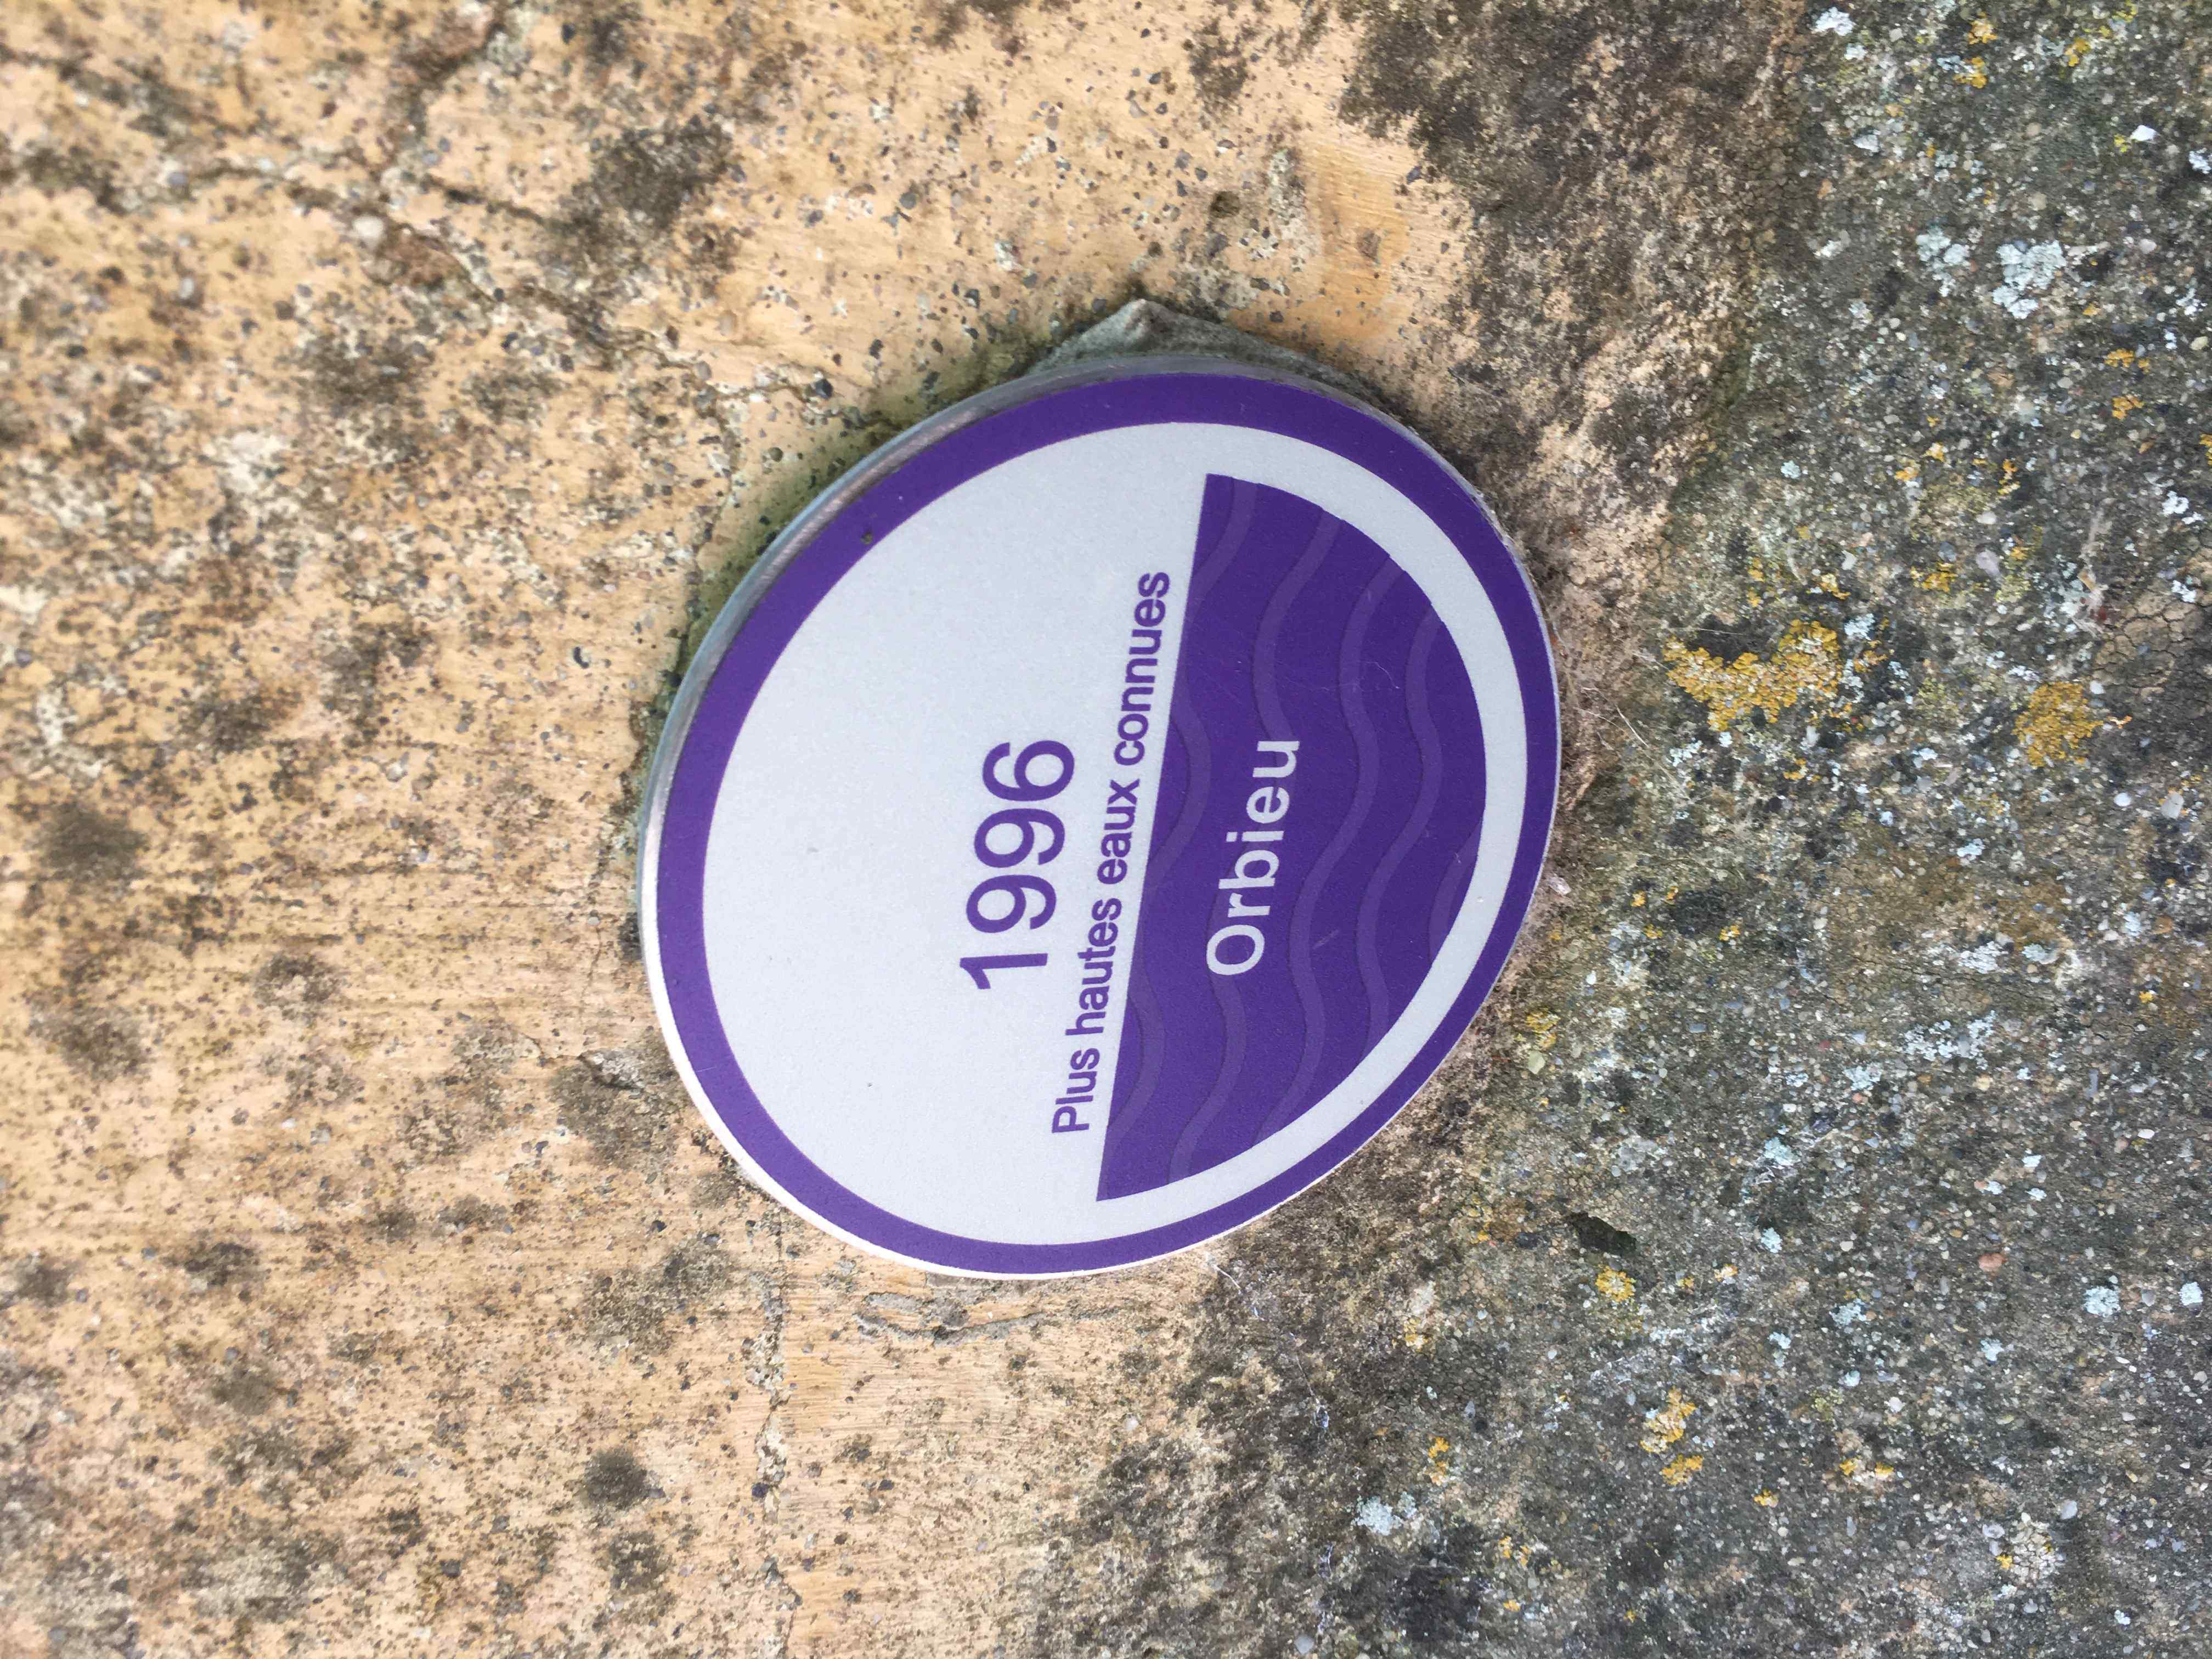 1996
Plus hautes eaux connues
Orbieu